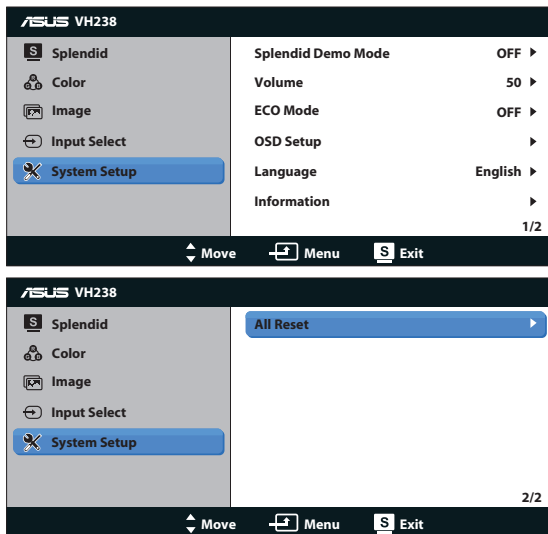 ASUS VH238
S Splendid
Color
Image
Input Select
System Setup
Splendid Demo Mode OFF
Volume 50
ECO Mode OFF
OSD Setup
Language English
Information
1/2
Move Menu S Exit
ASUS VH238
S Splendid
Color
Image
Input Select
System Setup
All Reset
2/2
Move Menu S Exit